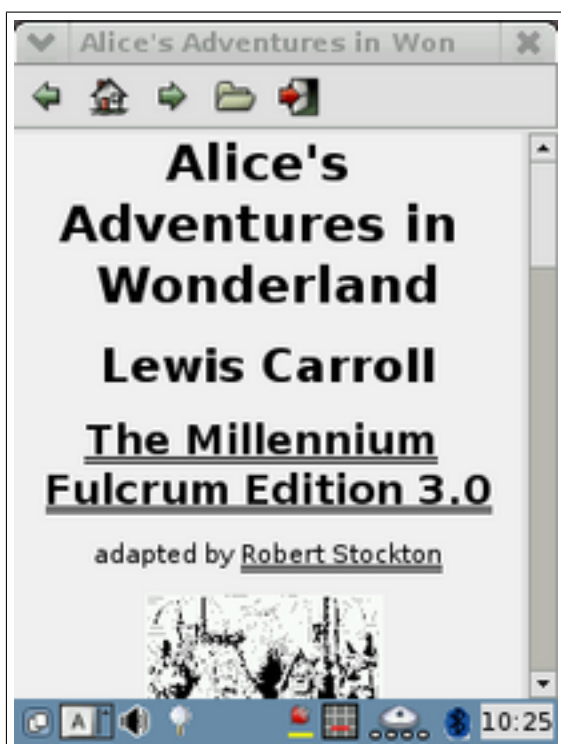 Alice's Adventures in Won
Alice's
Adventures in
Wonderland
Lewis Carroll
The Millennium
Fulcrum Edition 3.0
adapted by Robert Stockton
A
10:25